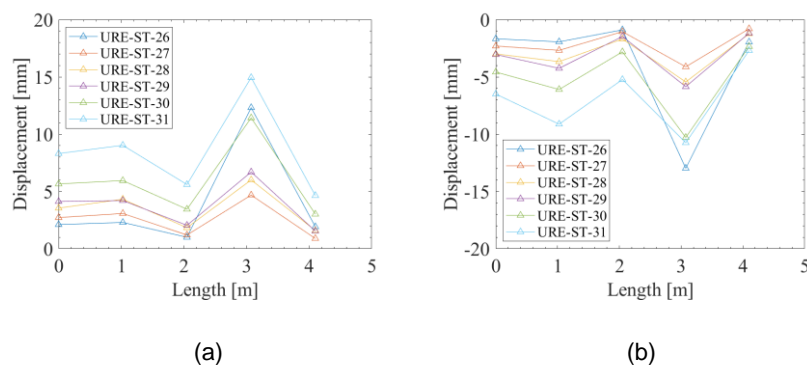 20
15
10
5
0
Displacement [mm]
URE-ST-26
URE-ST-27
URE-ST-28
URE-ST-29
URE-ST-30
URE-ST-31
0 1 2 3 4 5
Length [m]
(a)
0
-5
-10
-15
-20
Displacement [mm]
URE-ST-26
URE-ST-27
URE-ST-28
URE-ST-29
URE-ST-30
URE-ST-31
0 1 2 3 4 5
Length [m]
(b)